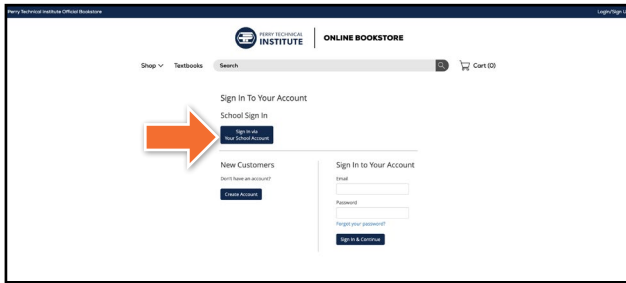 Perry Technical Institute Official Bookstore
Login/Sign U
PERRY TECHNICAL
INSTITUTE
ONLINE BOOKSTORE
Shop
Textbooks
Search
Cart (0)
Sign In To Your Account
School Sign In
Sign In via
Your School Account
New Customers
Don't have an account?
Create Account
Sign In to Your Account
Email
Password
Forgot your password?
Sign In & Continue